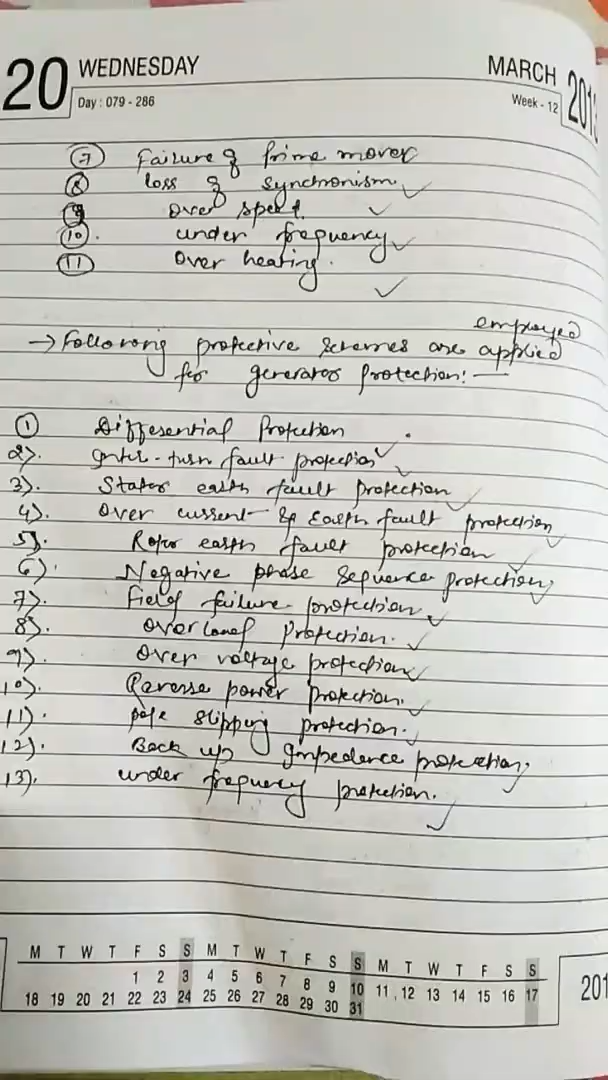 20 WEDNESDAY MARCH 201
Day : 079 - 286 Week - 12
7 Failure of Prime mover
8 loss of synchronism
9 Over speed.
10. under frequency
11 Over heating.
employed
→ Following protective schemes are applied
for generator protection: —
1 Differential Protection.
2). Inter-turn fault protection
3). Stator earth fault protection
4). Over current & Earth fault protection
5). Rotor earth fault protection
6). Negative phase sequence protection,
7). Field failure protection
8). Overload Protection.
9). Over voltage protection
10). Reverse power protection.
11). pole slipping protection.
12). Back up Impedence protection,
13). under frequency protection.
M T W T F S S M T W T F S S M T W T F S S
1 2 3 4 5 6 7 8 9 10 11 12 13 14 15 16 17
18 19 20 21 22 23 24 25 26 27 28 29 30 31
201